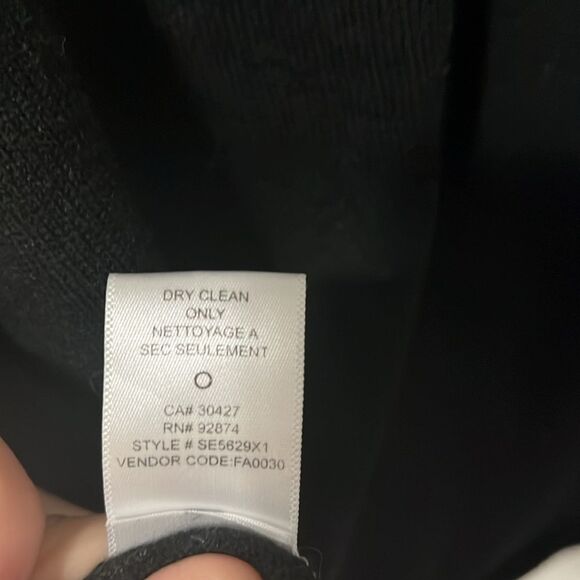 DRY CLEAN
ONLY
NETTOYAGE A
SEC SEULEMENT
CA# 30427
RN# 92874
STYLE # SE5629X1
VENDOR CODE:FA0030